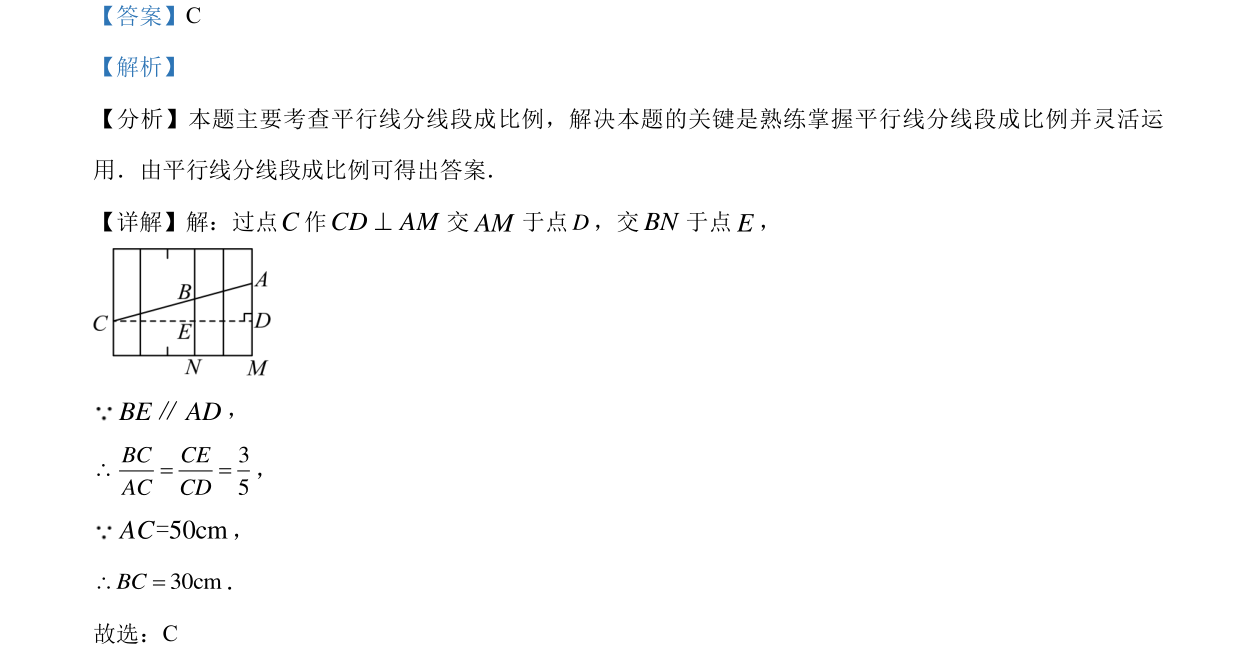 【答案】C
【解析】
【分析】本题主要考查平行线分线段成比例，解决本题的关键是熟练掌握平行线分线段成比例并灵活运
用．由平行线分线段成比例可得出答案．
【详解】解：过点C作CD⊥AM交AM于点D，交BN于点E，
A
B
C
D
E
N
M
∵BE∥AD，
∴BC/AC=CE/CD=3/5，
∵AC=50cm，
∴BC=30cm．
故选：C